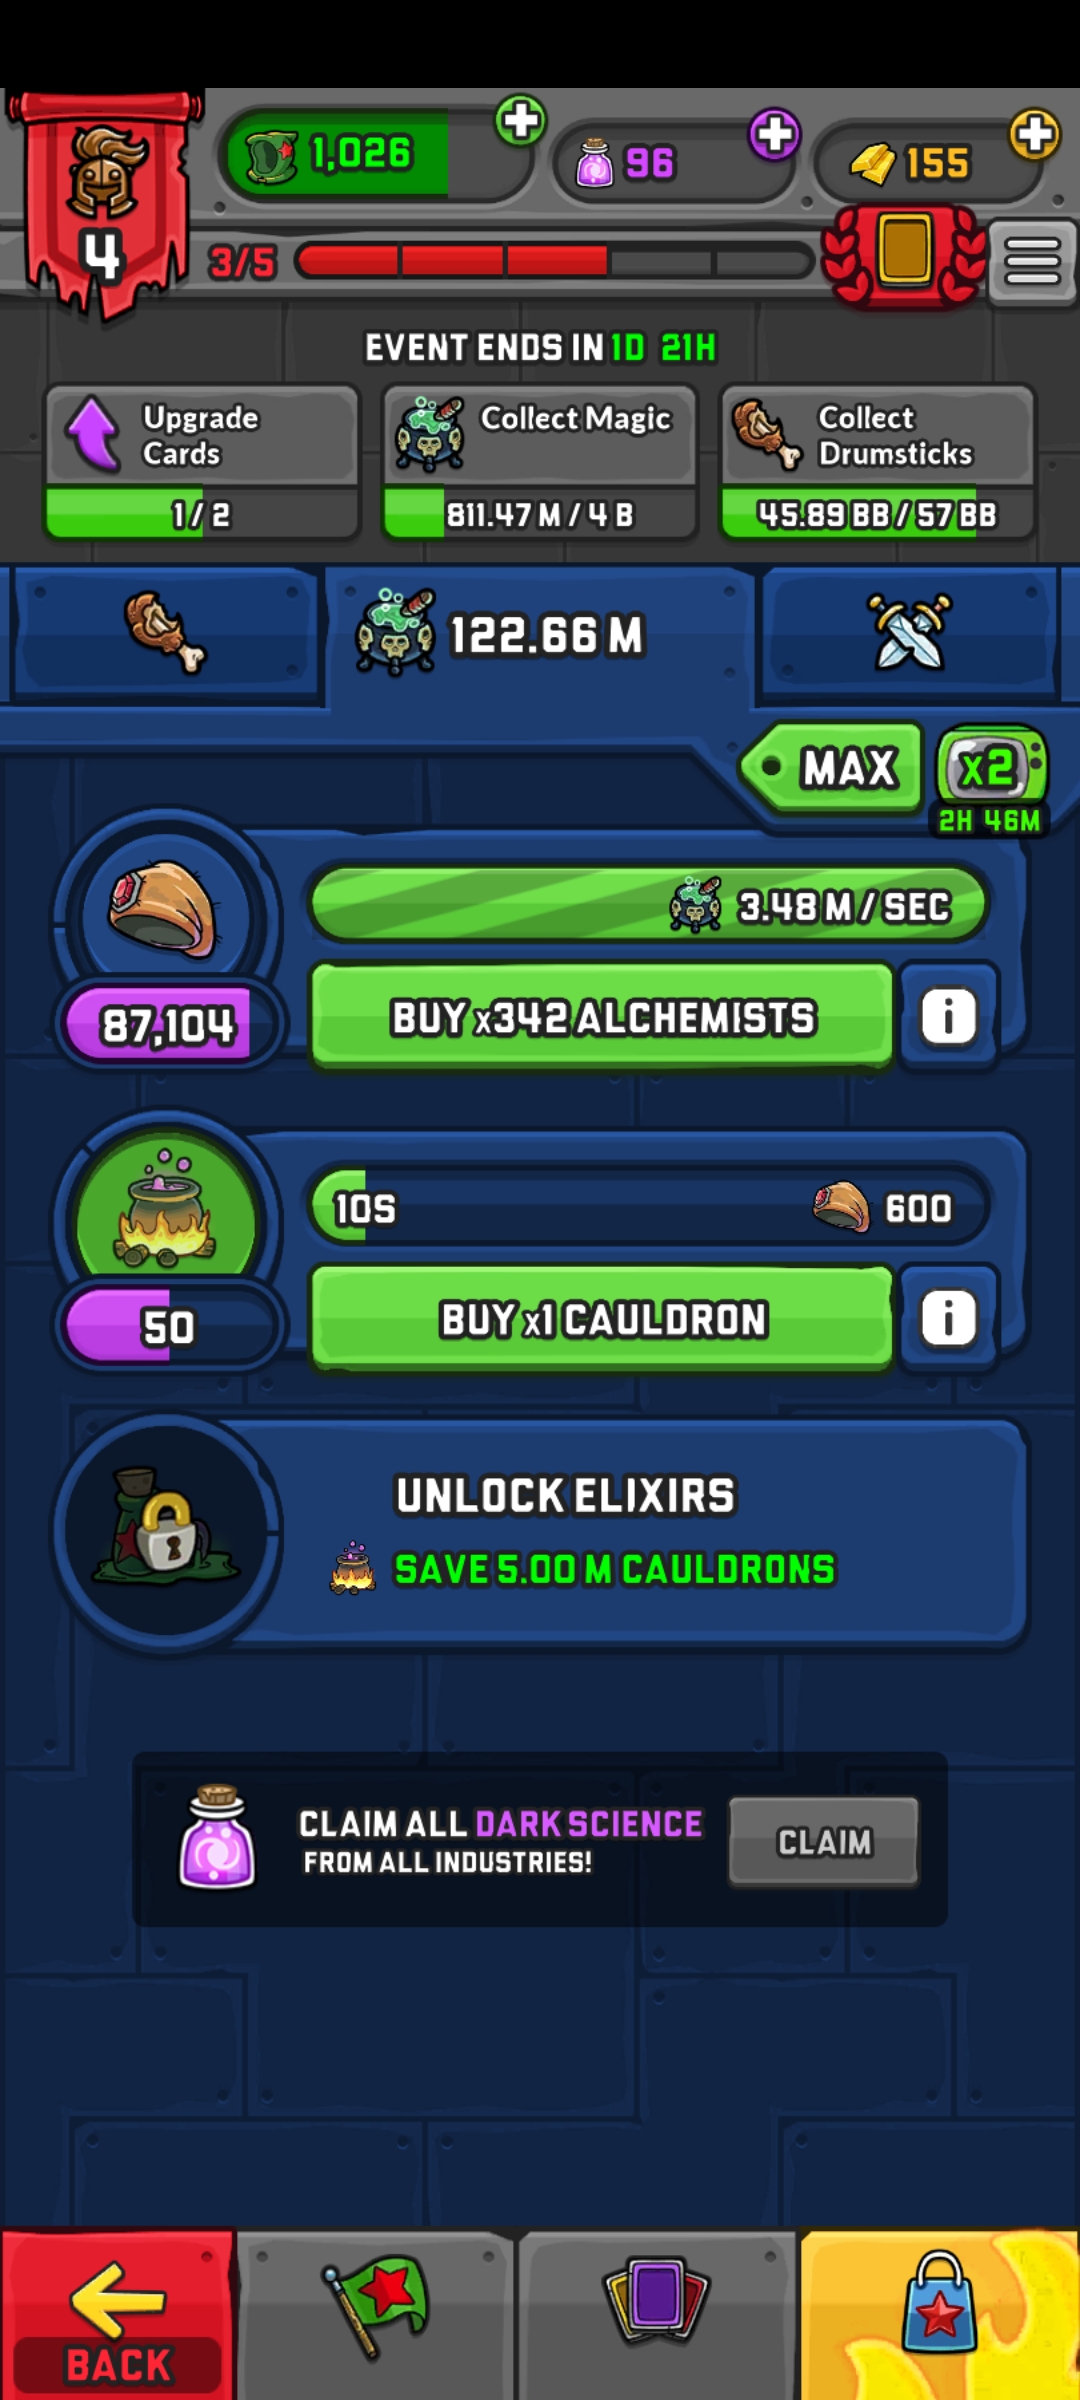 1,026
96
155
4
3/5
EVENT ENDS IN 1D 21H
Upgrade
Cards
1 / 2
Collect Magic
811.47 M / 4 B
Collect
Drumsticks
45.89 BB / 57 BB
122.66 M
MAX
x2
2H 46M
3.48 M / SEC
87,104
BUY x342 ALCHEMISTS
i
10S
600
50
BUY x1 CAULDRON
i
UNLOCK ELIXIRS
SAVE 5.00 M CAULDRONS
CLAIM ALL DARK SCIENCE
FROM ALL INDUSTRIES!
CLAIM
BACK